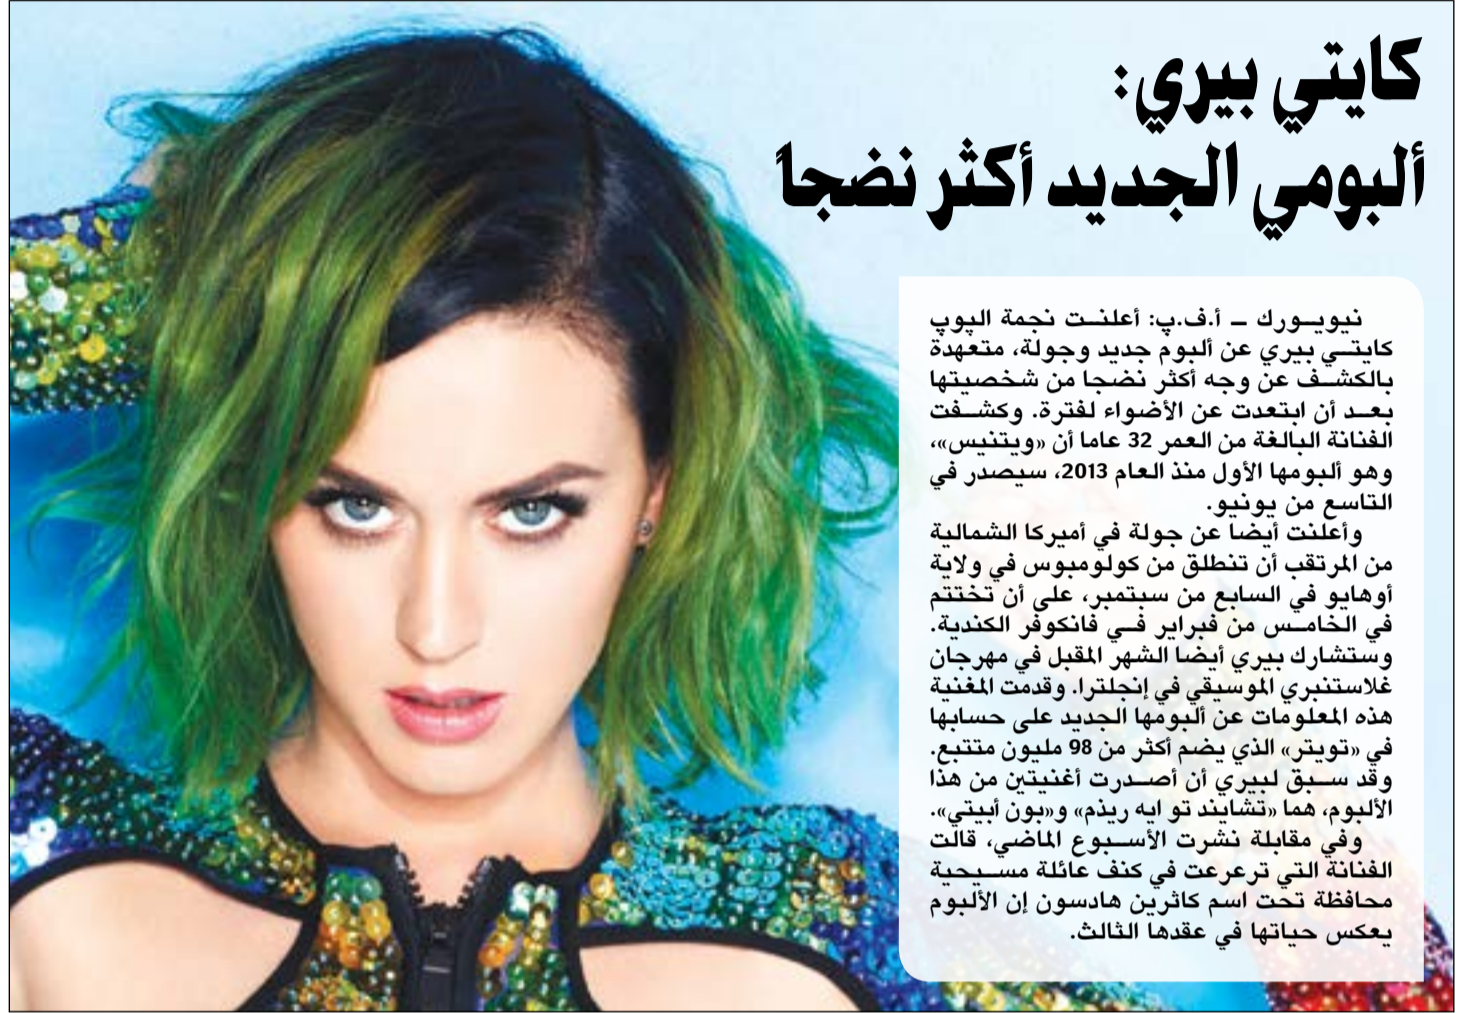 كايتي بيري:
ألبومي الجديد أكثر نضجاً
نيويورك – أ.ف.پ: أعلنت نجمة الپوپ
كايتي بيري عن ألبوم جديد وجولة، متعهدة
بالكشف عن وجه أكثر نضجا من شخصيتها
بعد أن ابتعدت عن الأضواء لفترة. وكشفت
الفنانة البالغة من العمر 32 عاما أن «ويتنيس»،
وهو ألبومها الأول منذ العام 2013، سيصدر في
التاسع من يونيو.
وأعلنت أيضا عن جولة في أميركا الشمالية
من المرتقب أن تنطلق من كولومبوس في ولاية
أوهايو في السابع من سبتمبر، على أن تختتم
في الخامس من فبراير في فانكوفر الكندية.
وستشارك بيري أيضا الشهر المقبل في مهرجان
غلاستنبري الموسيقي في إنجلترا. وقدمت المغنية
هذه المعلومات عن ألبومها الجديد على حسابها
في «تويتر» الذي يضم أكثر من 98 مليون متتبع.
وقد سبق لبيري أن أصدرت أغنيتين من هذا
الألبوم، هما «تشايند تو ايه ريذم» و«بون أبيتي».
وفي مقابلة نشرت الأسبوع الماضي، قالت
الفنانة التي ترعرعت في كنف عائلة مسيحية
محافظة تحت اسم كاثرين هادسون إن الألبوم
يعكس حياتها في عقدها الثالث.